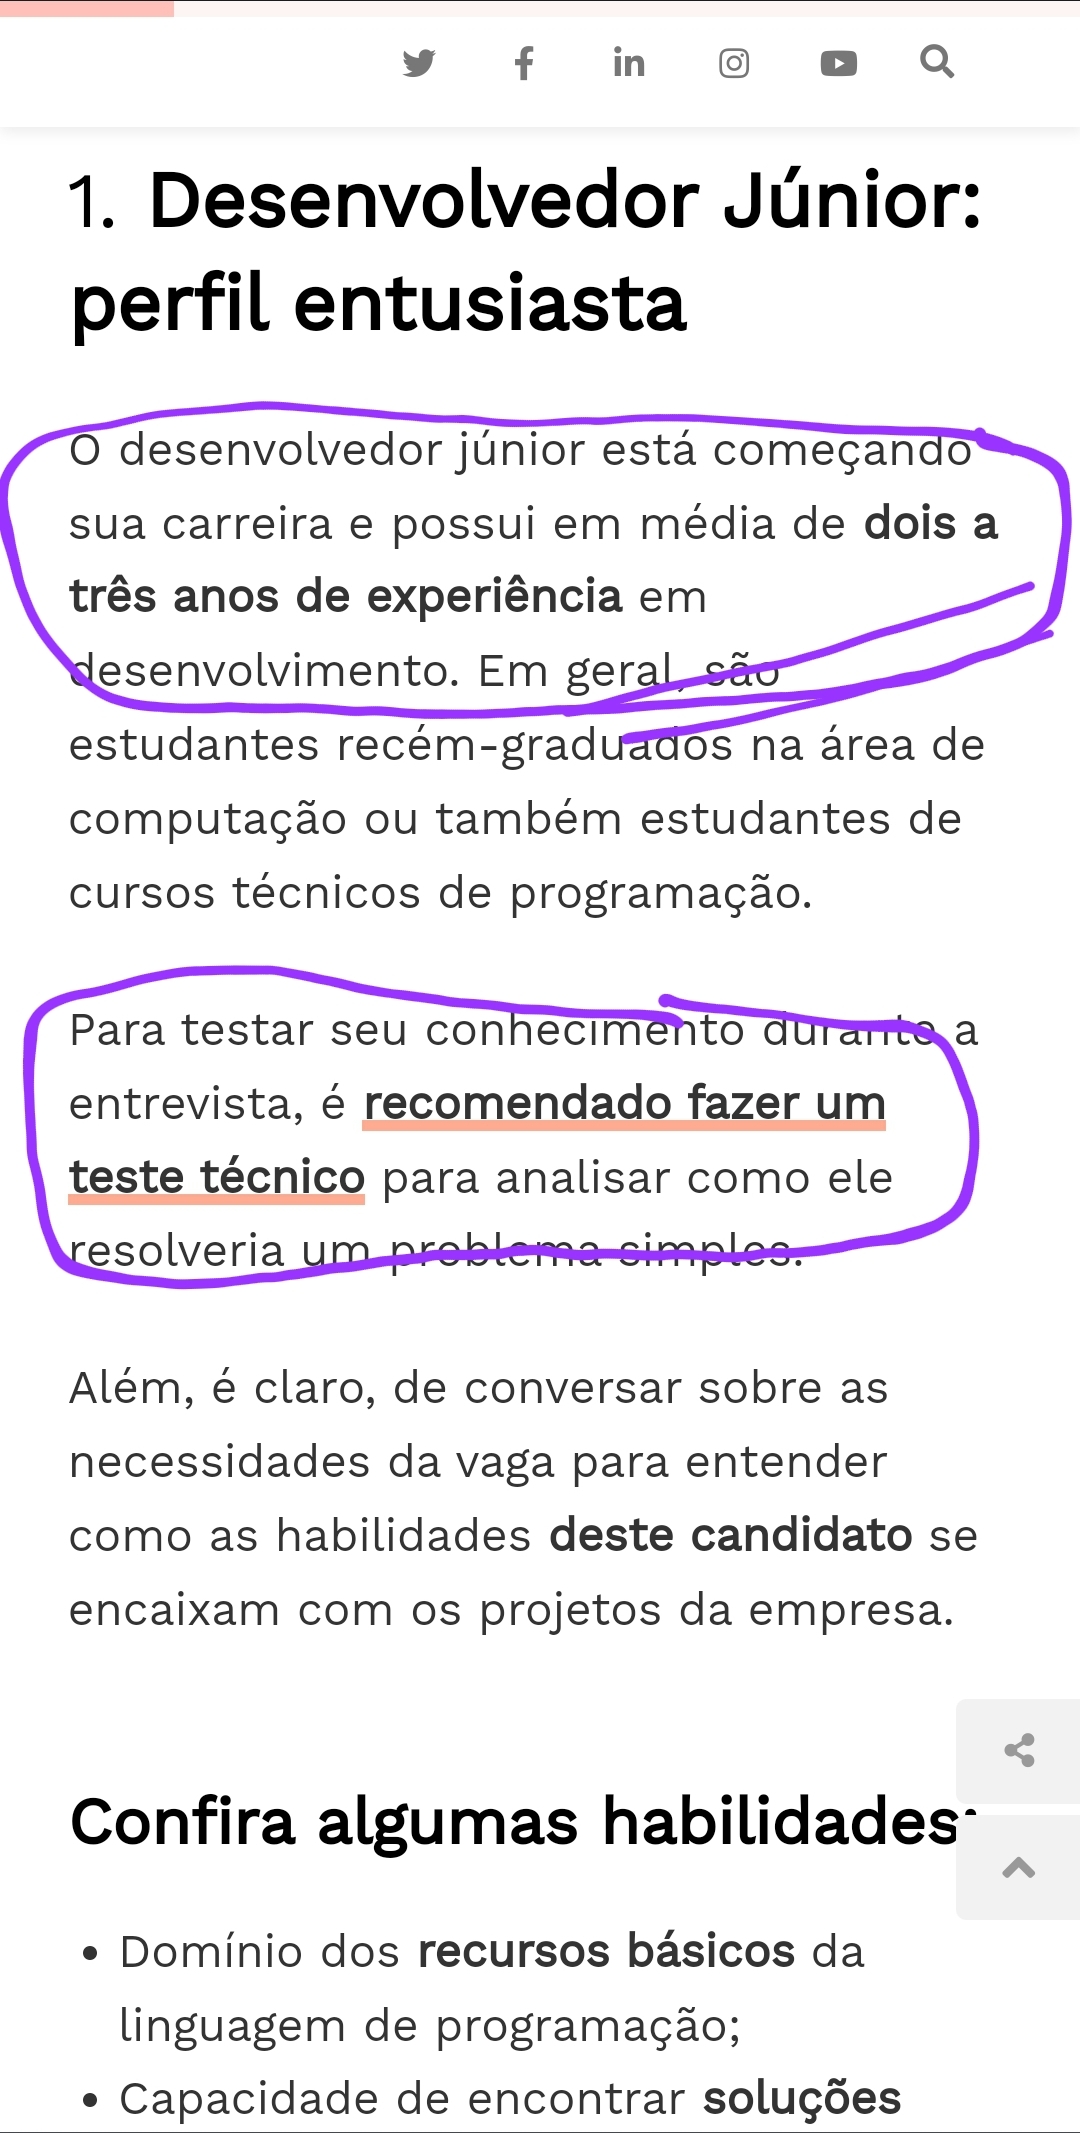 1. Desenvolvedor Júnior:
perfil entusiasta
O desenvolvedor júnior está começando
sua carreira e possui em média de dois a
três anos de experiência em
desenvolvimento. Em geral, são
estudantes recém-graduados na área de
computação ou também estudantes de
cursos técnicos de programação.
Para testar seu conhecimento durante a
entrevista, é recomendado fazer um
teste técnico para analisar como ele
resolveria um problema simples.
Além, é claro, de conversar sobre as
necessidades da vaga para entender
como as habilidades deste candidato se
encaixam com os projetos da empresa.
Confira algumas habilidades:
• Domínio dos recursos básicos da
linguagem de programação;
• Capacidade de encontrar soluções